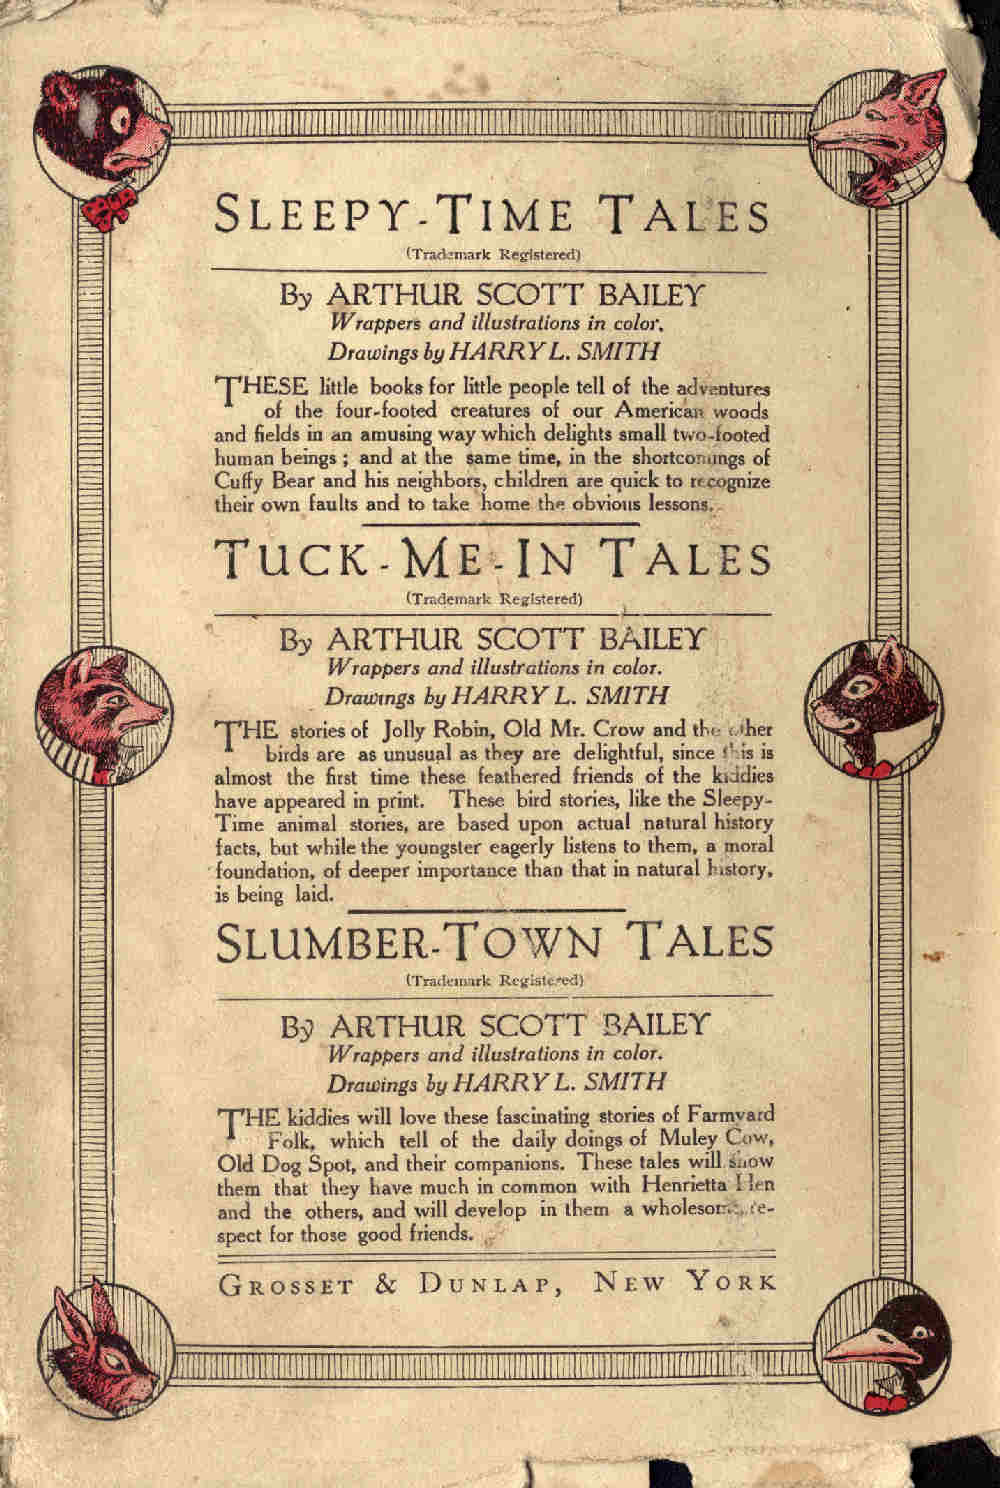 SLEEPY-TIME TALES
(Trademark Registered)
By ARTHUR SCOTT BAILEY
Wrappers and illustrations in color.
Drawings by HARRY L. SMITH
THESE little books for little people tell of the adventures
of the four-footed creatures of our American woods
and fields in an amusing way which delights small two-footed
human beings; and at the same time, in the shortcomings of
Cuffy Bear and his neighbors, children are quick to recognize
their own faults and to take home the obvious lessons.
TUCK-ME-IN TALES
(Trademark Registered)
By ARTHUR SCOTT BAILEY
Wrappers and illustrations in color.
Drawings by HARRY L. SMITH
THE stories of Jolly Robin, Old Mr. Crow and the other
birds are as unusual as they are delightful, since this is
almost the first time these feathered friends of the kiddies
have appeared in print. These bird stories, like the Sleepy-
Time animal stories, are based upon actual natural history
facts, but while the youngster eagerly listens to them, a moral
foundation, of deeper importance than that in natural history,
is being laid.
SLUMBER-TOWN TALES
(Trademark Registered)
By ARTHUR SCOTT BAILEY
Wrappers and illustrations in color.
Drawings by HARRY L. SMITH
THE kiddies will love these fascinating stories of Farmyard
Folk, which tell of the daily doings of Muley Cow,
Old Dog Spot, and their companions. These tales will show
them that they have much in common with Henrietta Hen
and the others, and will develop in them a wholesome re-
spect for those good friends.
GROSSET & DUNLAP, NEW YORK